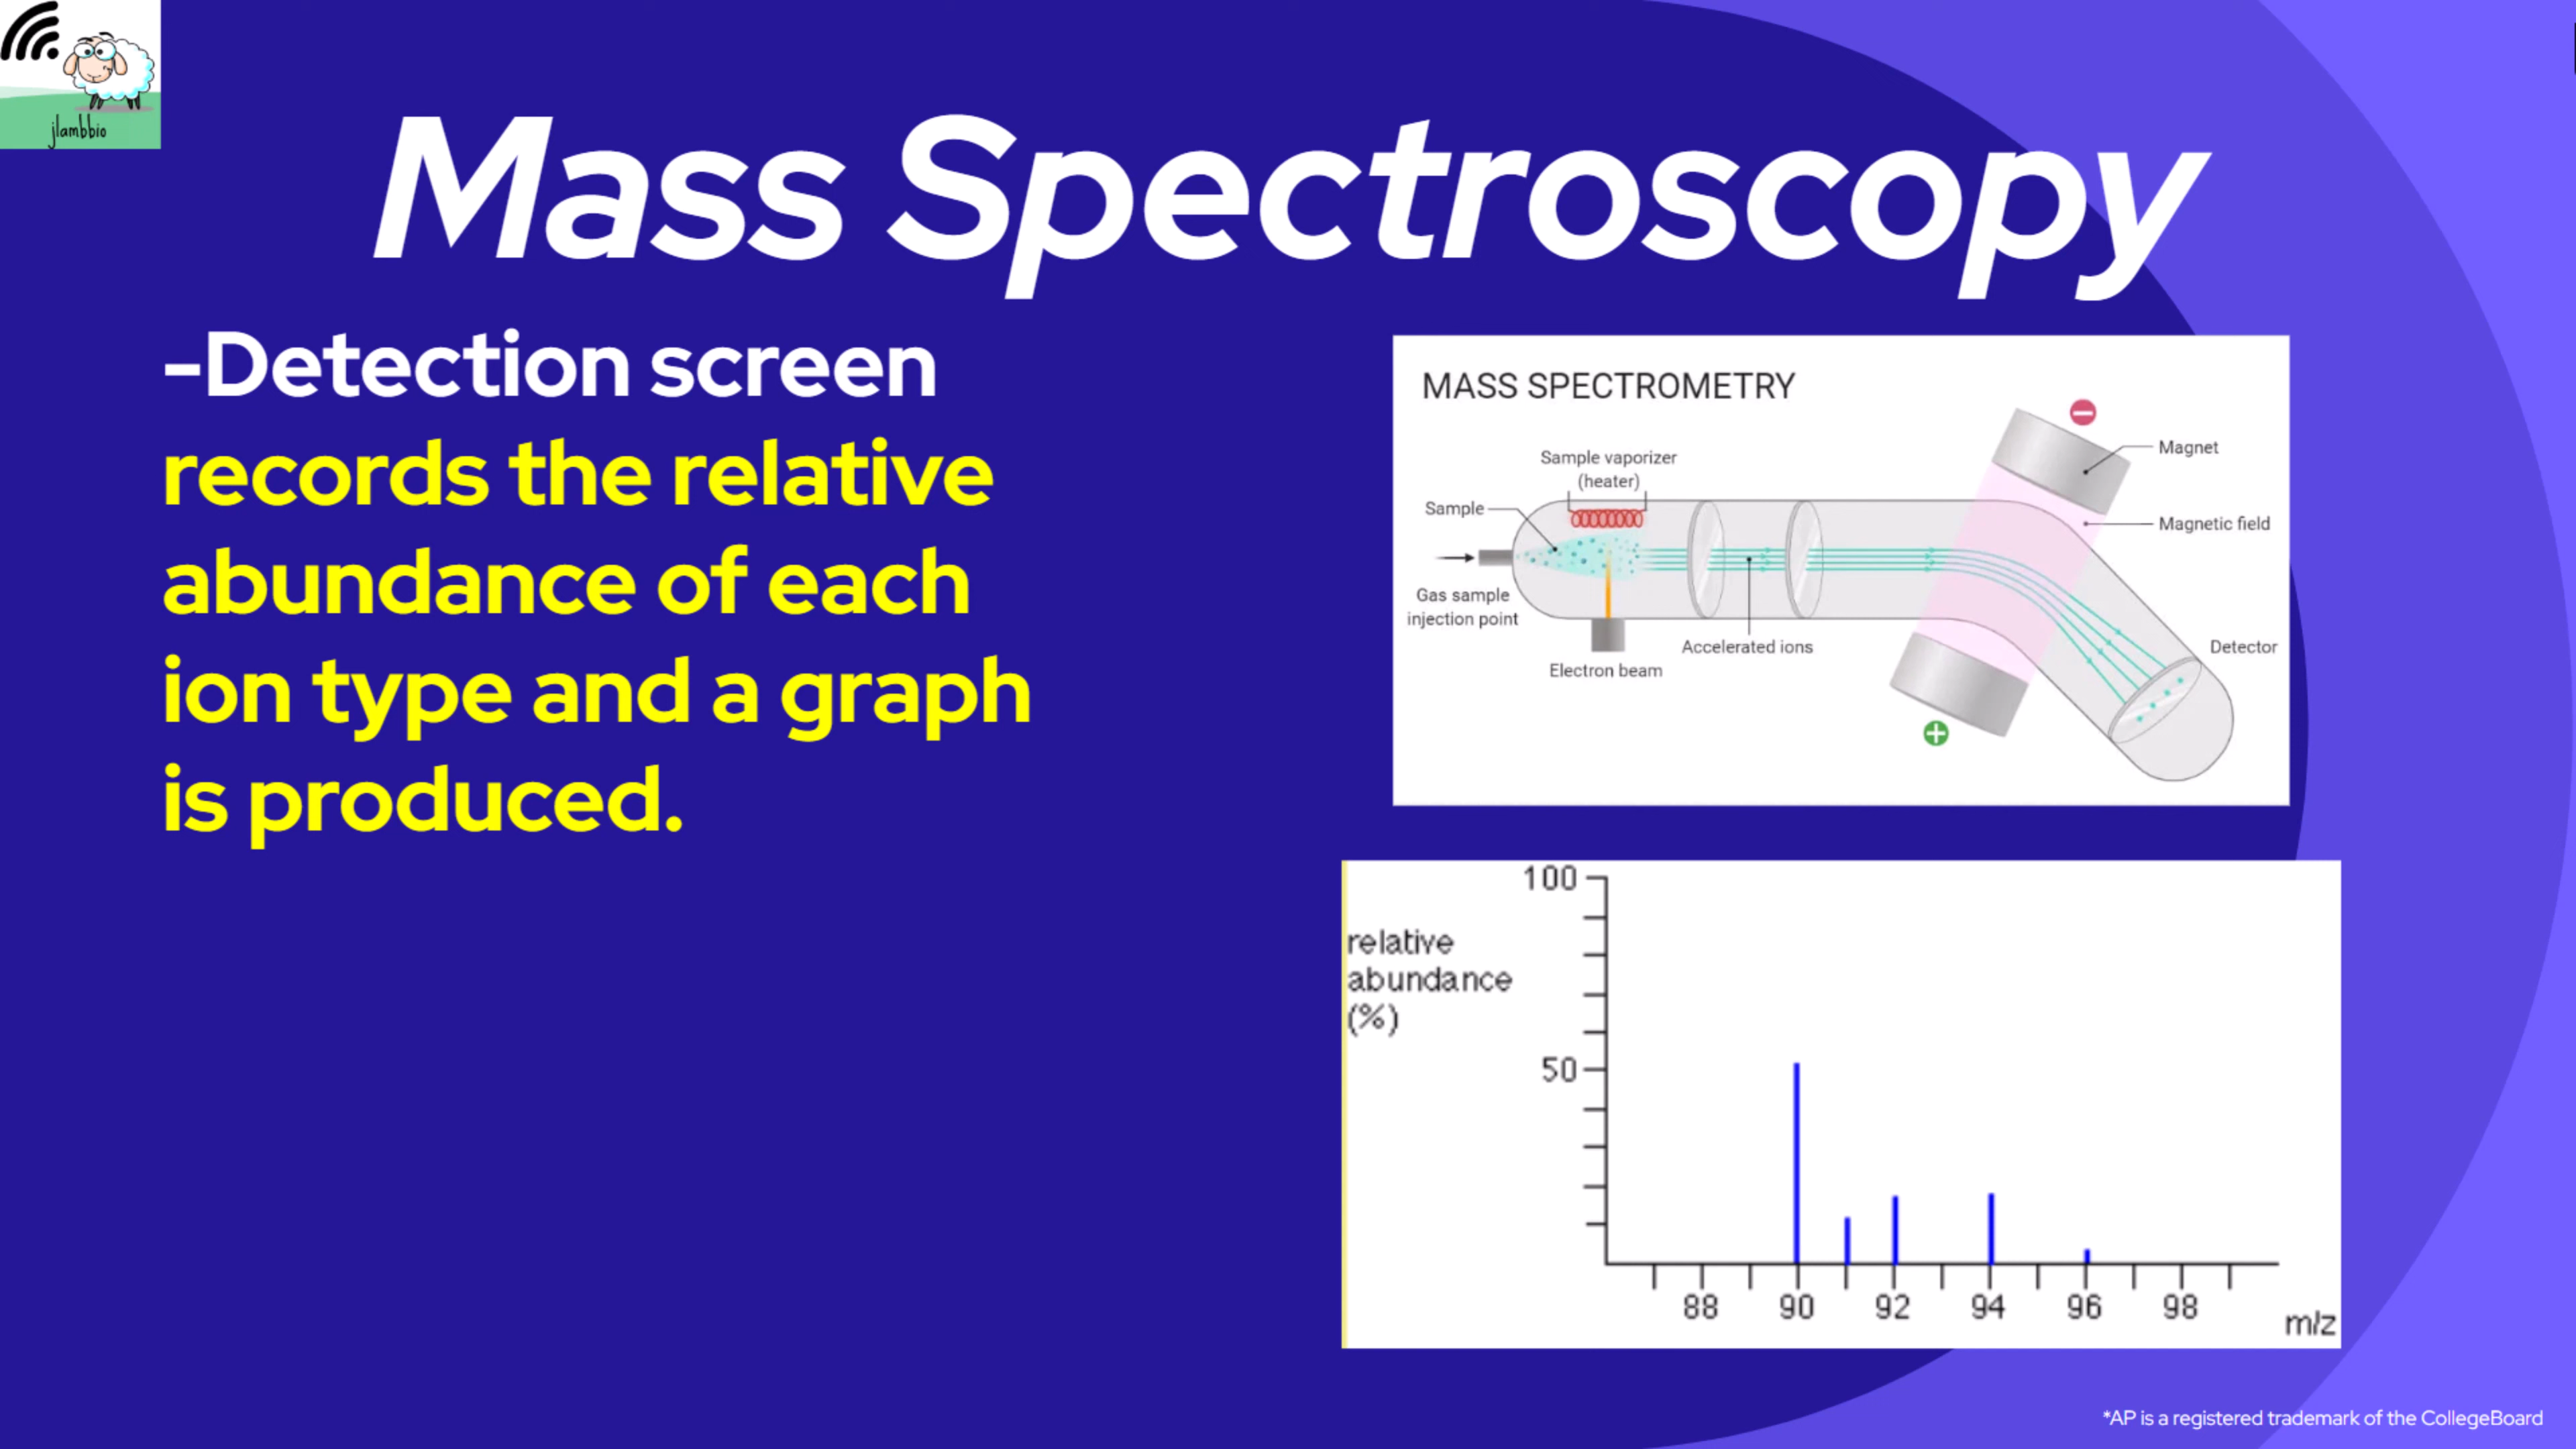 jlambbio
Mass Spectroscopy
-Detection screen
records the relative
abundance of each
ion type and a graph
is produced.
MASS SPECTROMETRY
Sample vaporizer
(heater)
Sample
Gas sample
injection point
Electron beam
Accelerated ions
Magnet
Magnetic field
Detector
100
relative
abundance
(%)
50
88 90 92 94 96 98
m/z
*AP is a registered trademark of the CollegeBoard